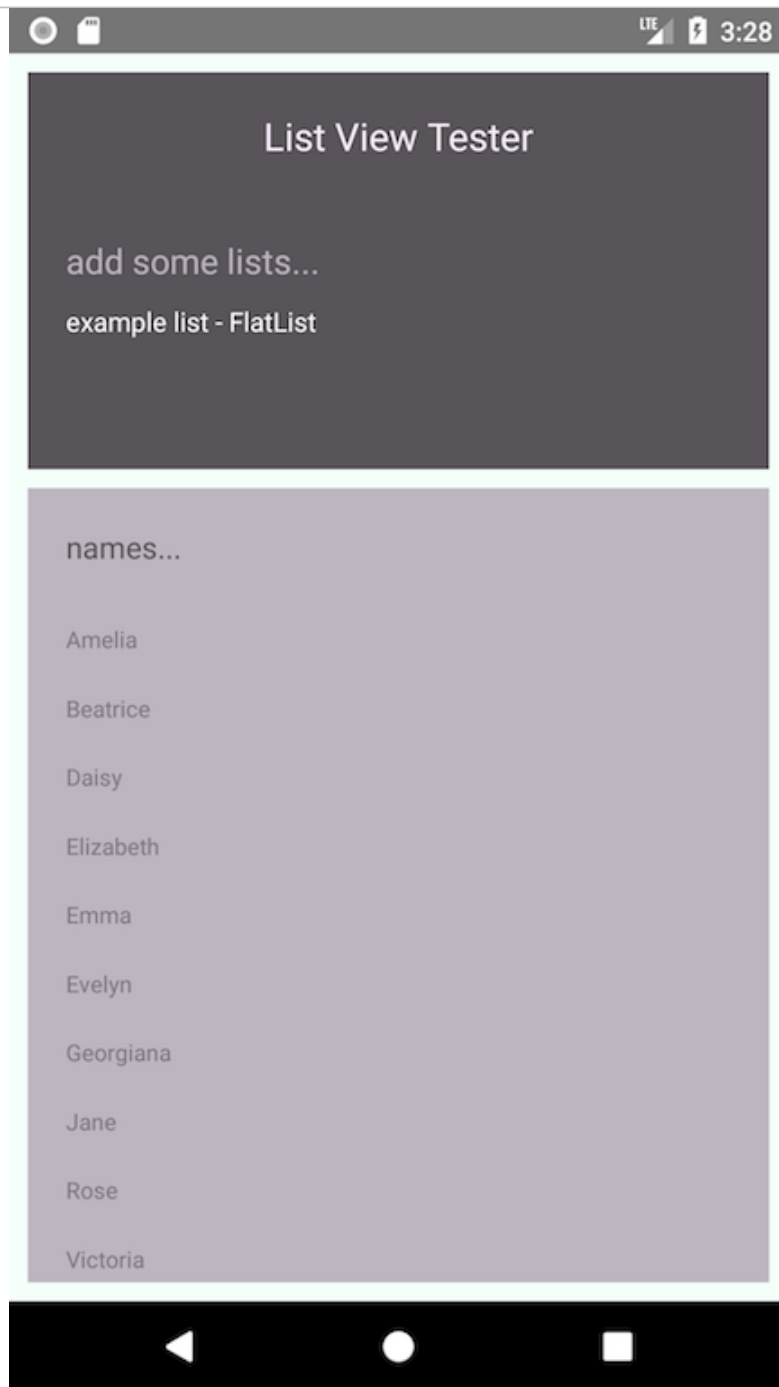 LTE 3:28
List View Tester
add some lists...
example list - FlatList
names...
Amelia
Beatrice
Daisy
Elizabeth
Emma
Evelyn
Georgiana
Jane
Rose
Victoria